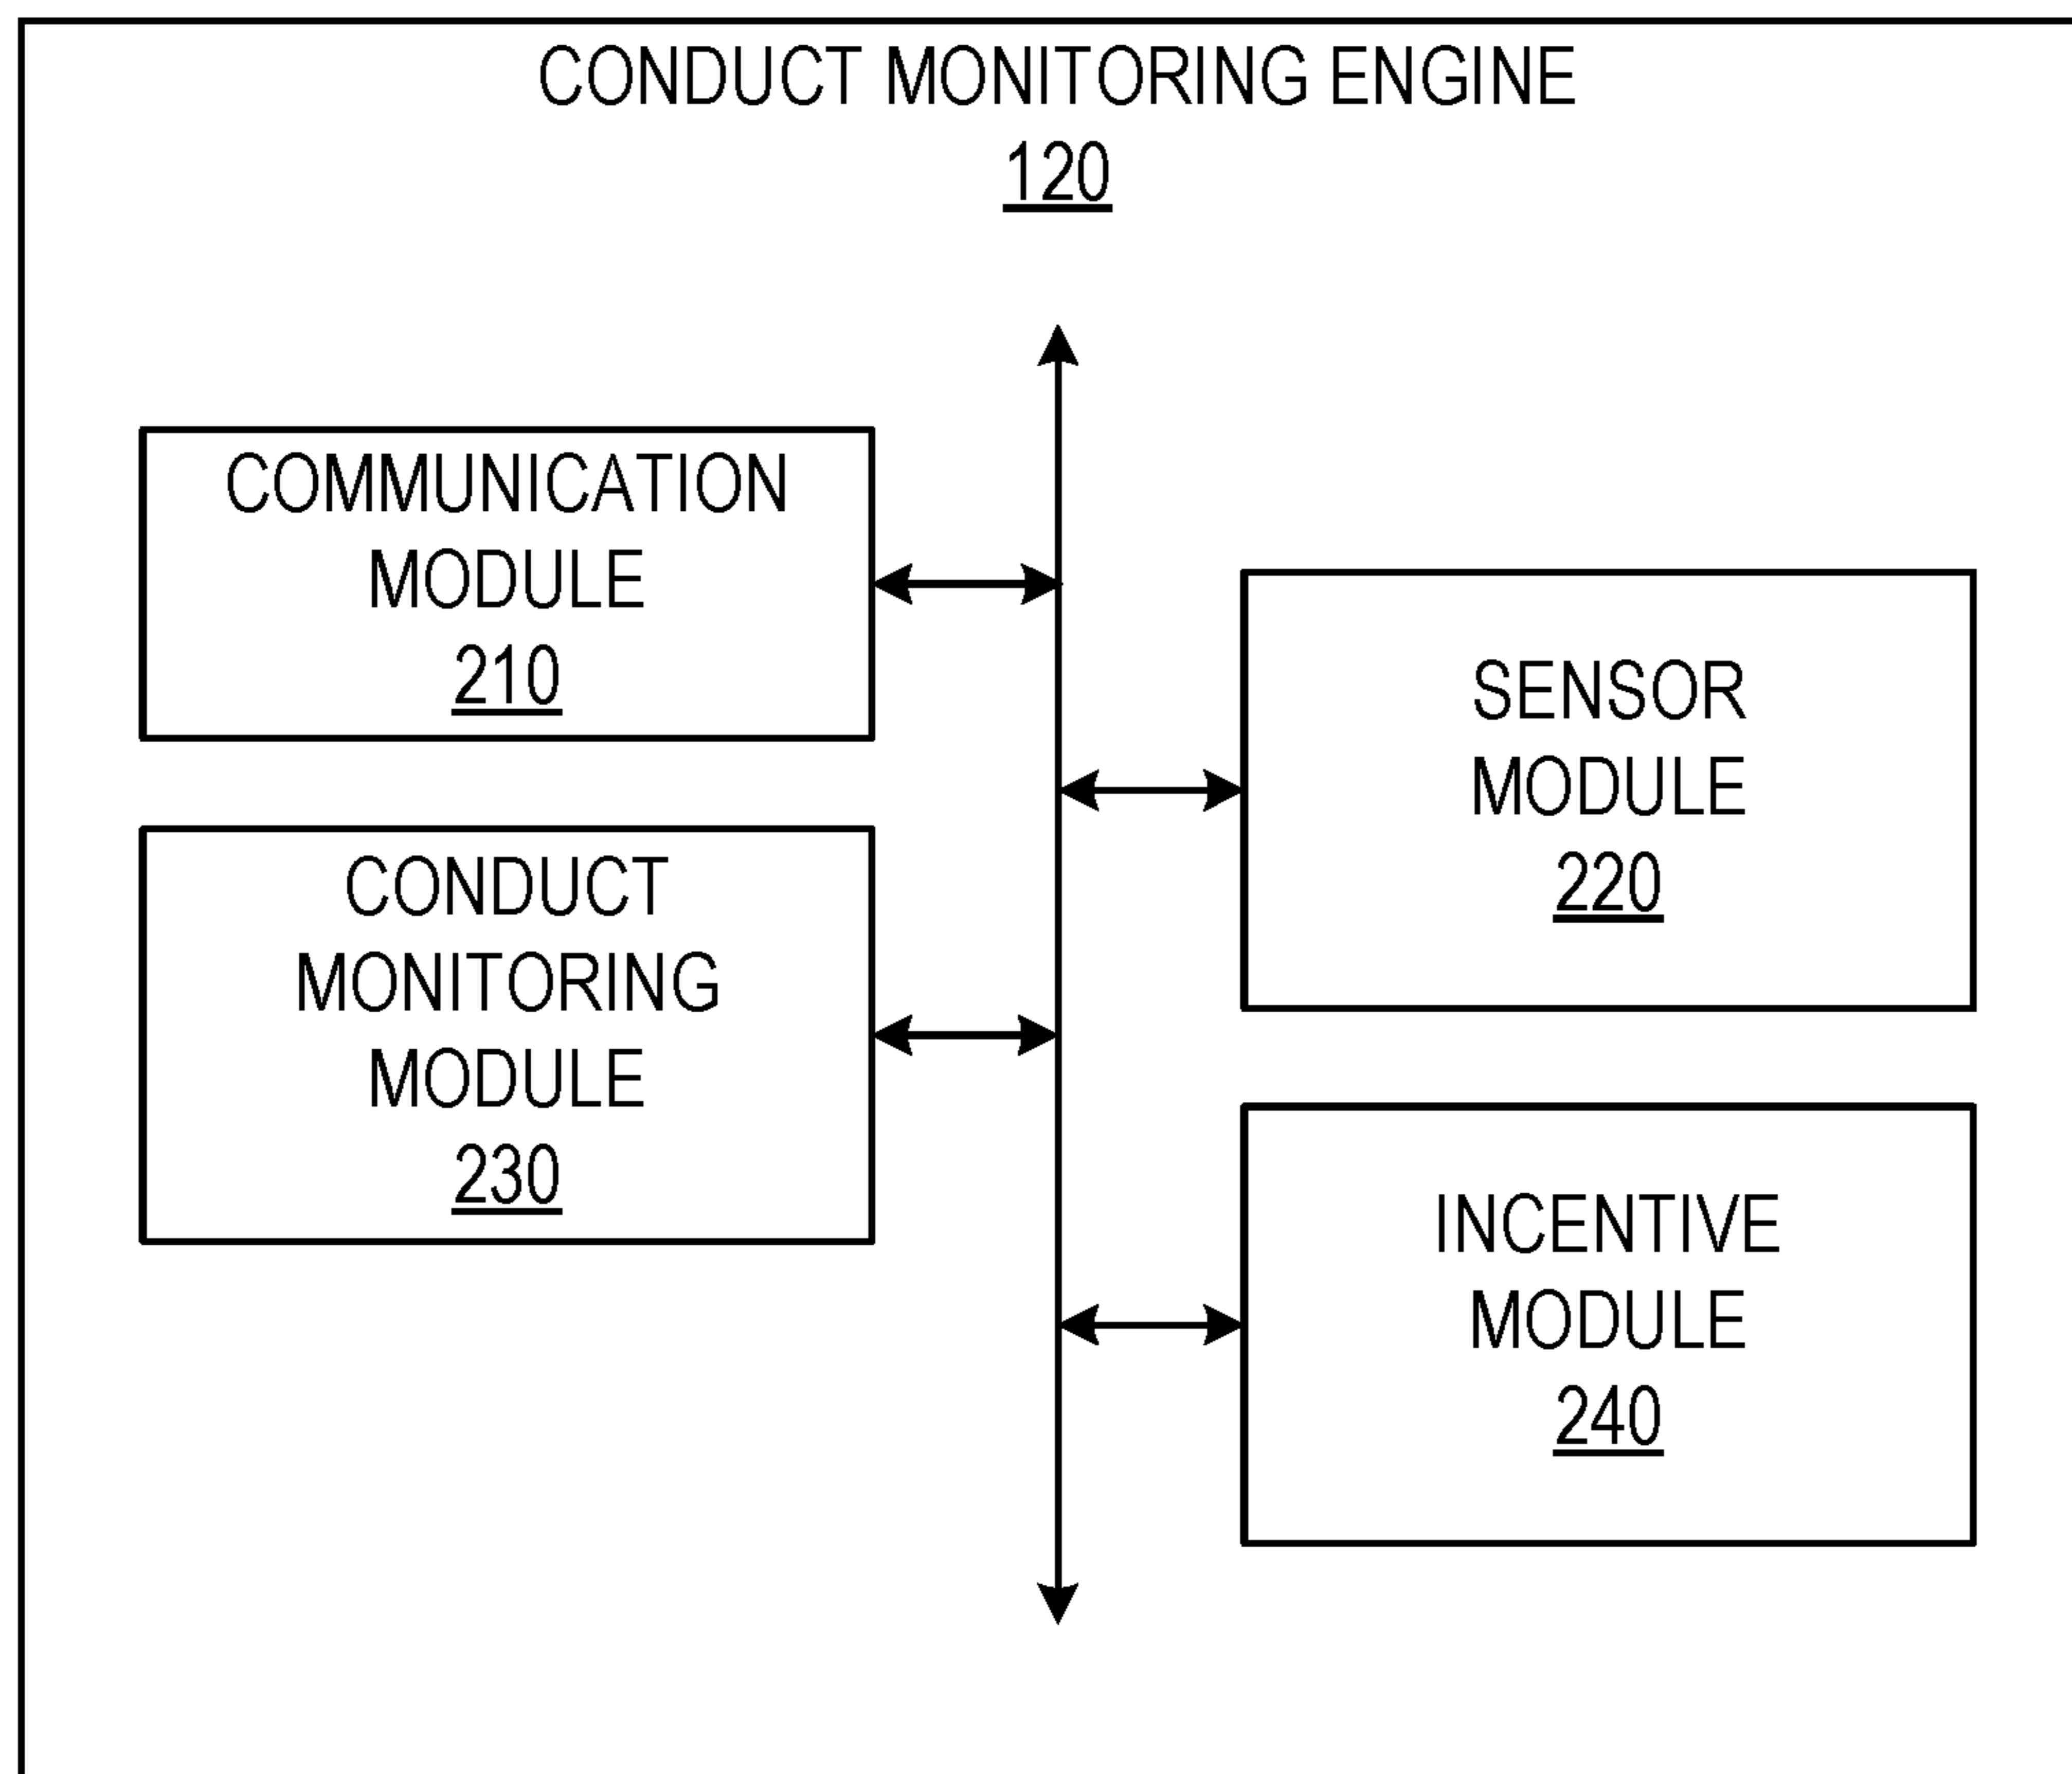 CONDUCT MONITORING ENGINE
120
COMMUNICATION
MODULE
210
SENSOR
MODULE
220
CONDUCT
MONITORING
MODULE
230
INCENTIVE
MODULE
240